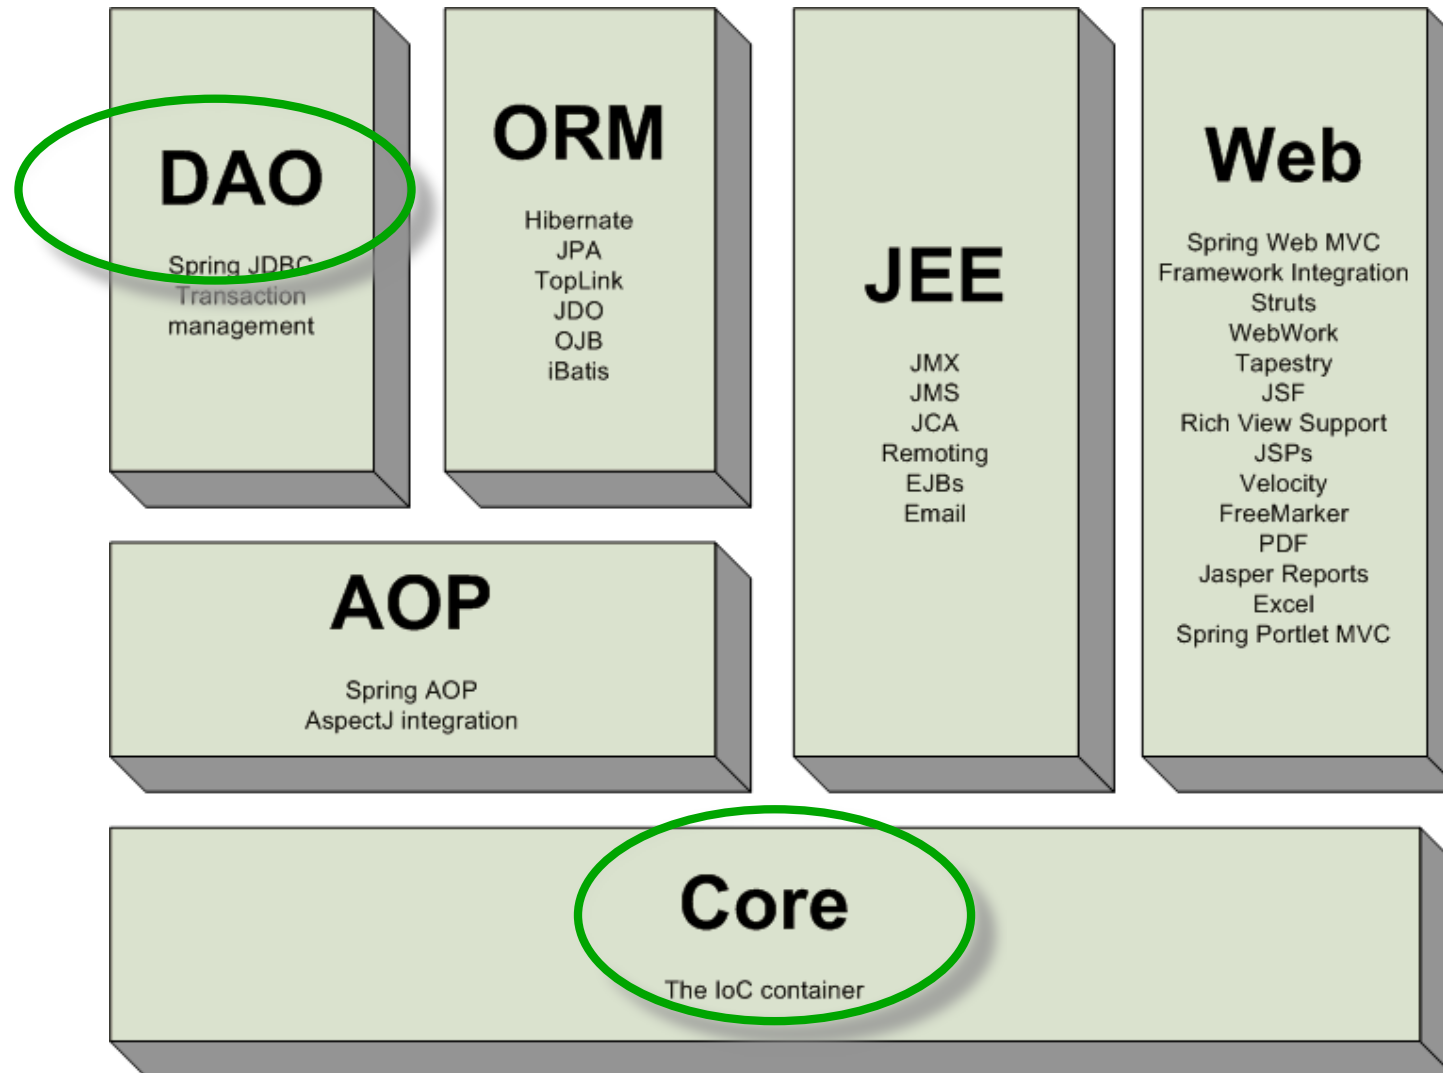 DAO
Spring JDBC
Transaction
management
ORM
Hibernate
JPA
TopLink
JDO
OJB
iBatis
JEE
JMX
JMS
JCA
Remoting
EJBs
Email
Web
Spring Web MVC
Framework Integration
Struts
WebWork
Tapestry
JSF
Rich View Support
JSPs
Velocity
FreeMarker
PDF
Jasper Reports
Excel
Spring Portlet MVC
AOP
Spring AOP
AspectJ integration
Core
The IoC container